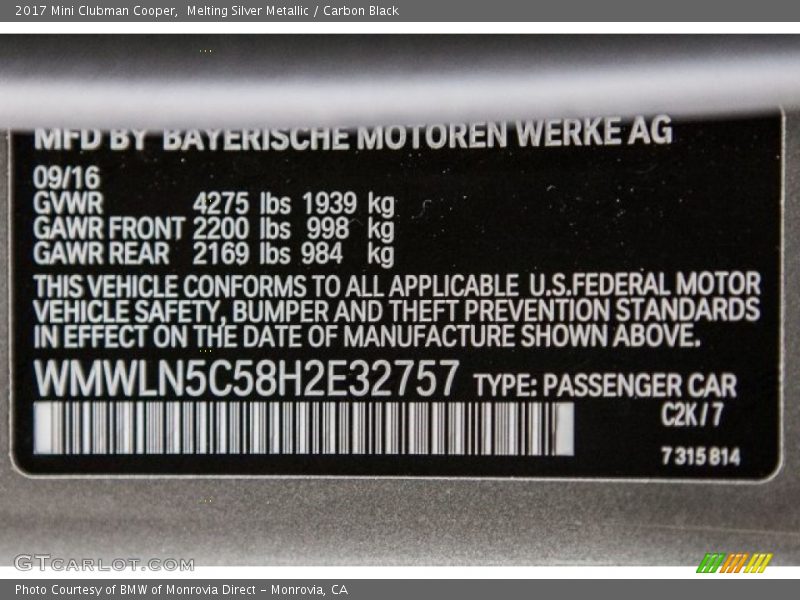 2017 Mini Clubman Cooper,  Melting Silver Metallic / Carbon Black
MFD BY BAYERISCHE MOTOREN WERKE AG
09/16
GVWR 4275 lbs 1939 kg
GAWR FRONT 2200 lbs 998 kg
GAWR REAR 2169 lbs 984 kg
THIS VEHICLE CONFORMS TO ALL APPLICABLE U.S.FEDERAL MOTOR
VEHICLE SAFETY, BUMPER AND THEFT PREVENTION STANDARDS
IN EFFECT ON THE DATE OF MANUFACTURE SHOWN ABOVE.
WMWLN5C58H2E32757 TYPE: PASSENGER CAR
C2K/7
7315814
GTCARLOT.COM
Photo Courtesy of BMW of Monrovia Direct - Monrovia, CA